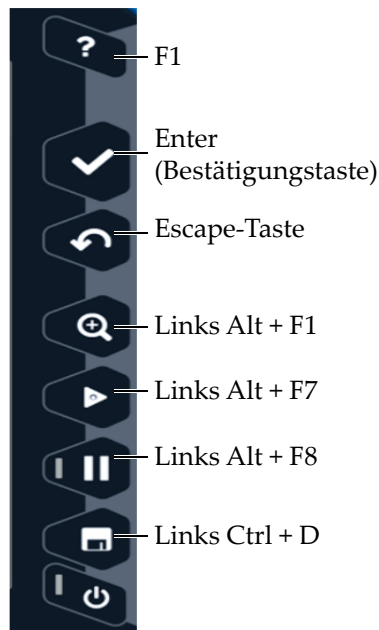 ?
F1
Enter
(Bestätigungstaste)
Escape-Taste
Links Alt + F1
Links Alt + F7
Links Alt + F8
Links Ctrl + D